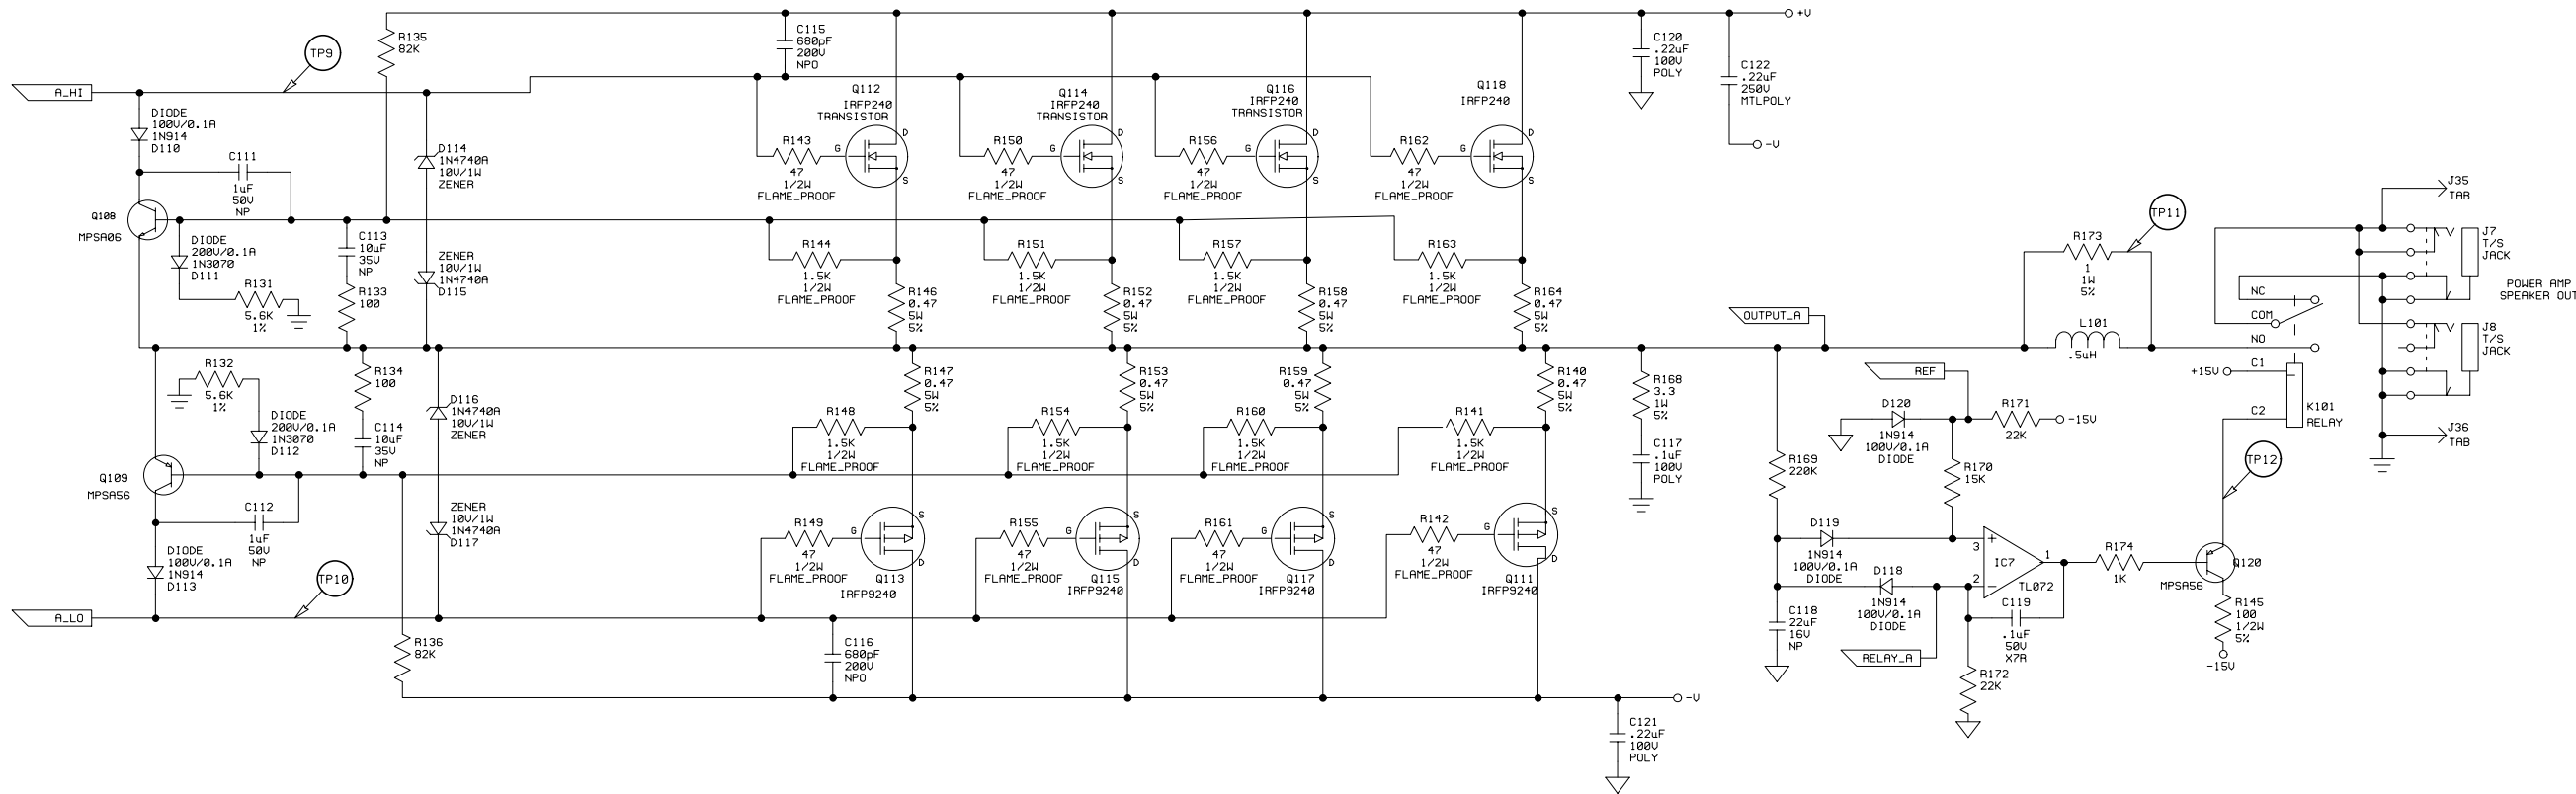 R135
82K
TP9
A_HI
DIODE
100V/0.1A
1N914
D110
C111
1uF
50V
NP
Q108
MPSA06
DIODE
200V/0.1A
1N3070
D111
R131
5.6K
1%
C113
10uF
35V
NP
R133
100
D114
1N4740A
10V/1W
ZENER
ZENER
10V/1W
1N4740A
D115
C115
680pF
200V
NPO
Q112
IRFP240
TRANSISTOR
D
G
S
R143
47
1/2W
FLAME_PROOF
R144
1.5K
1/2W
FLAME_PROOF
R146
0.47
5W
5%
Q114
IRFP240
TRANSISTOR
D
G
S
R150
47
1/2W
FLAME_PROOF
R151
1.5K
1/2W
FLAME_PROOF
R152
0.47
5W
5%
Q116
IRFP240
TRANSISTOR
D
G
S
R156
47
1/2W
FLAME_PROOF
R157
1.5K
1/2W
FLAME_PROOF
R158
0.47
5W
5%
Q118
IRFP240
D
G
S
R162
47
1/2W
FLAME_PROOF
R163
1.5K
1/2W
FLAME_PROOF
R164
0.47
5W
5%
C120
.22uF
100V
POLY
+V
C122
.22uF
250V
MTLPOLY
-V
R132
5.6K
1%
DIODE
200V/0.1A
1N3070
D112
R134
100
C114
10uF
35V
NP
D116
1N4740A
10V/1W
ZENER
ZENER
10V/1W
1N4740A
D117
Q109
MPSA56
C112
1uF
50V
NP
DIODE
100V/0.1A
1N914
D113
TP10
A_LO
R136
82K
R147
0.47
5W
5%
R148
1.5K
1/2W
FLAME_PROOF
R149
47
1/2W
FLAME_PROOF
G
S
D
Q113
IRFP9240
C116
680pF
200V
NPO
R153
0.47
5W
5%
R154
1.5K
1/2W
FLAME_PROOF
R155
47
1/2W
FLAME_PROOF
G
S
D
Q115
IRFP9240
R159
0.47
5W
5%
R160
1.5K
1/2W
FLAME_PROOF
R161
47
1/2W
FLAME_PROOF
G
S
D
Q117
IRFP9240
R140
0.47
5W
5%
R141
1.5K
1/2W
FLAME_PROOF
R142
47
1/2W
FLAME_PROOF
G
S
D
Q111
IRFP9240
-V
C121
.22uF
100V
POLY
R168
3.3
1W
5%
C117
.1uF
100V
POLY
OUTPUT_A
R169
220K
REF
D120
1N914
100V/0.1A
DIODE
R171
22K
-15V
R170
15K
D119
1N914
100V/0.1A
DIODE
D118
1N914
100V/0.1A
DIODE
C118
22uF
16V
NP
RELAY_A
3
+
2
-
1
IC7
TL072
C119
.1uF
50V
X7R
R172
22K
R174
1K
Q120
MPSA56
R145
100
1/2W
5%
-15V
TP12
TP11
R173
1
1W
5%
L101
.5uH
NC
COM
NO
+15V
C1
C2
K101
RELAY
J35
TAB
J7
T/S
JACK
POWER AMP
SPEAKER OUT
J8
T/S
JACK
J36
TAB